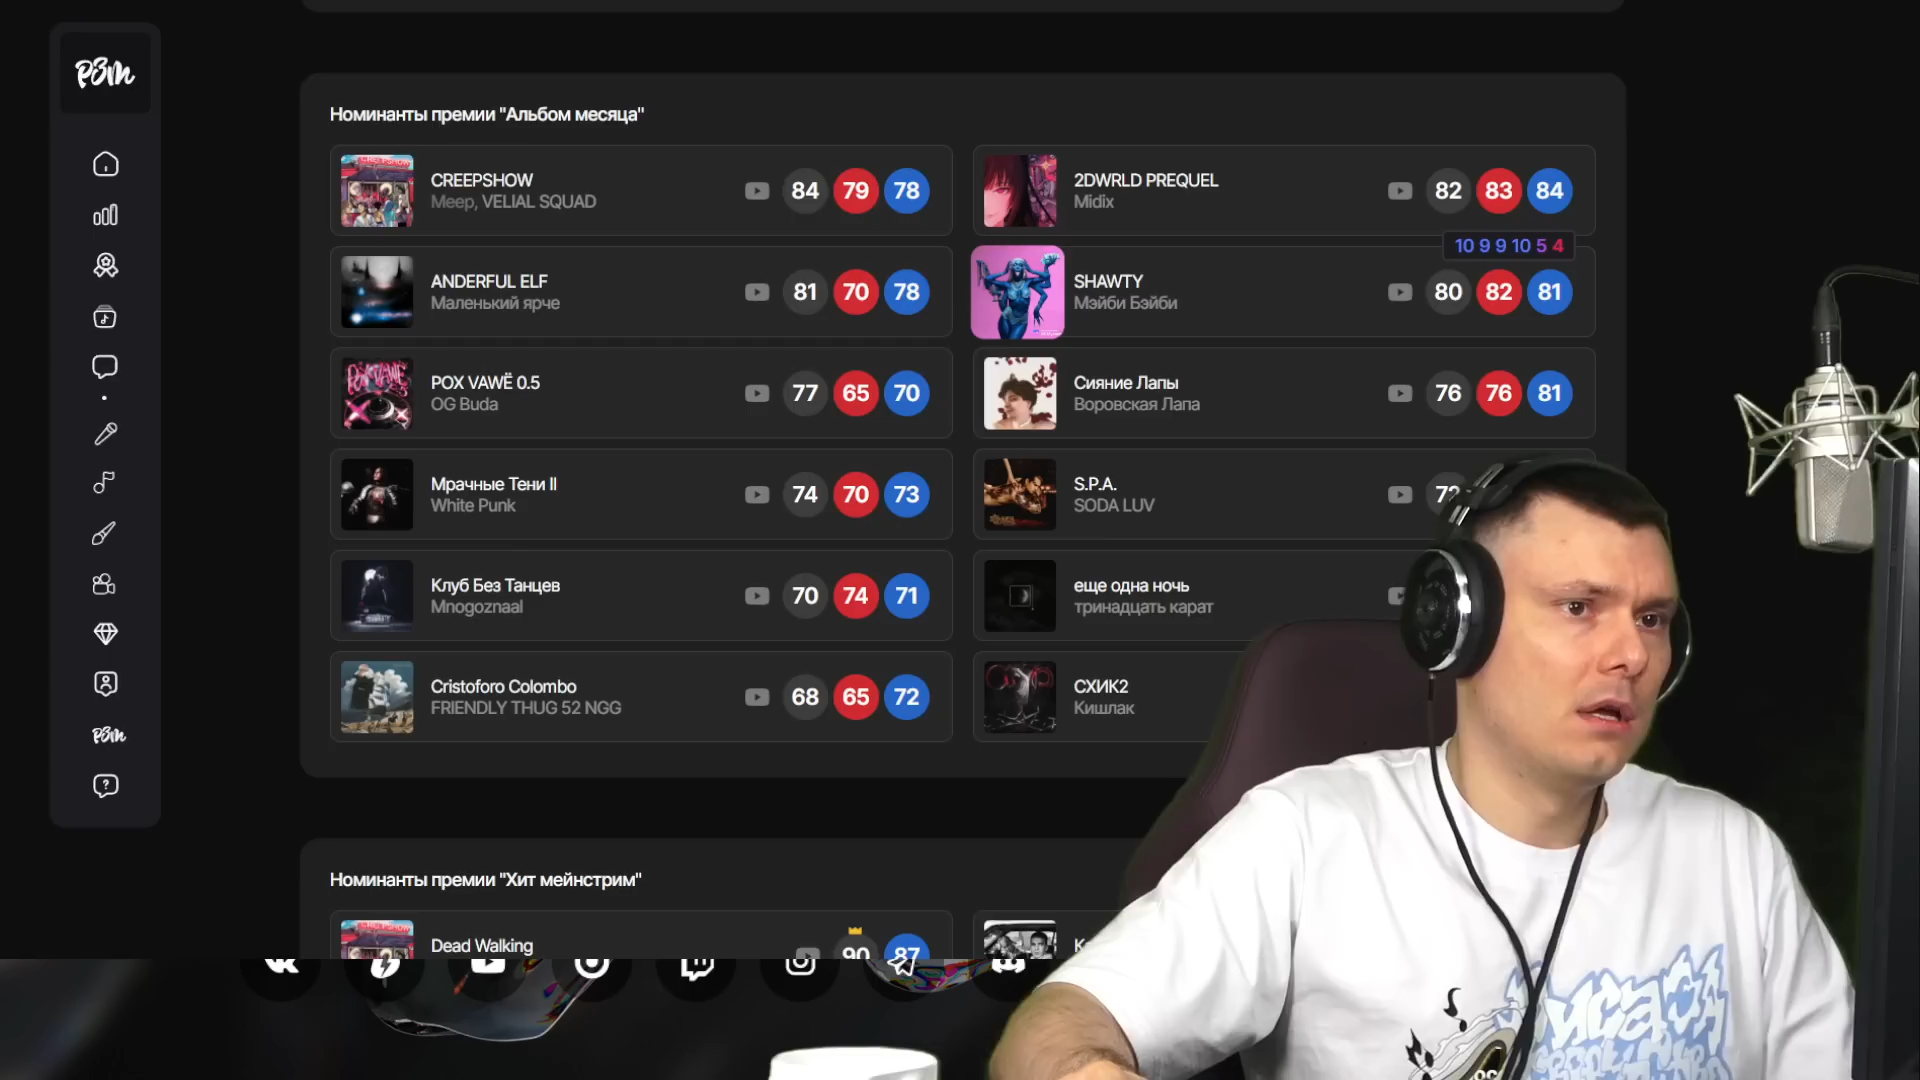 РЗТ
Номинанты премии "Альбом месяца"
CREEPSHOW
Meep, VELIAL SQUAD
84 79 78
2DWRLD PREQUEL
Midix
82 83 84
ANDERFUL ELF
Маленький ярче
81 70 78
10 9 9 10 5 4
SHAWTY
Мэйби Бэйби
80 82 81
POX VAWË 0.5
OG Buda
77 65 70
Сияние Лапы
Воровская Лапа
76 76 81
Мрачные Тени II
White Punk
74 70 73
S.P.A.
SODA LUV
Клуб Без Танцев
Mnogoznaal
70 74 71
еще одна ночь
тринадцать карат
Cristoforo Colombo
FRIENDLY THUG 52 NGG
68 65 72
СХИК2
Кишлак
РЗТ
Номинанты премии "Хит мейнстрим"
Dead Walking
90 87